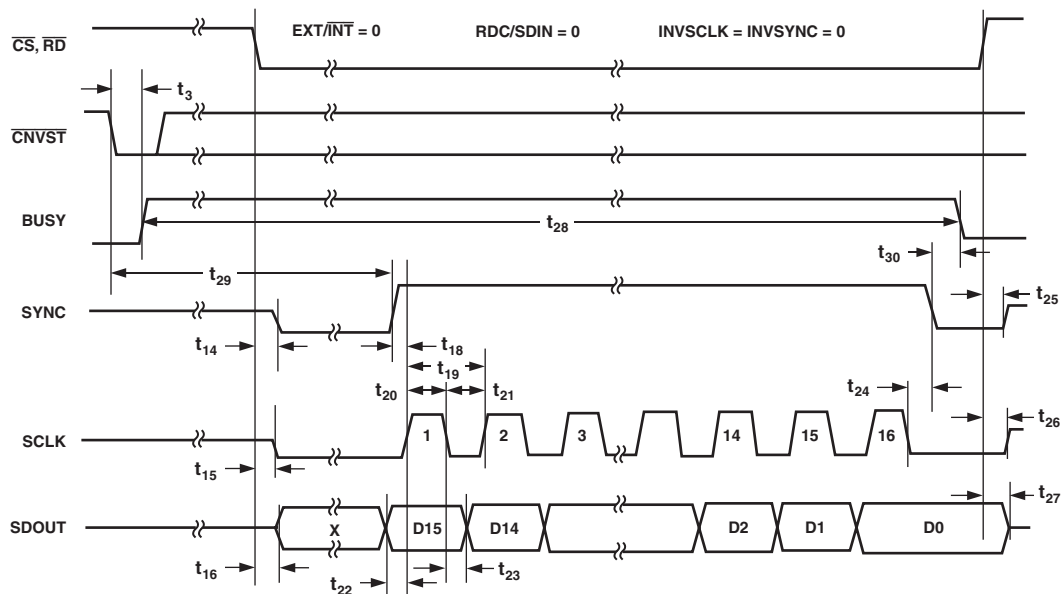 EXT/INT = 0 RDC/SDIN = 0 INVSCLK = INVSYNC = 0
CS, RD
t3
CNVST
BUSY
t28
t30
t29
t25
SYNC
t14
t18
t19
t20
t21
t24
t26
SCLK
1 2 3 14 15 16
t15
t27
SDOUT
X D15 D14 D2 D1 D0
t16
t22
t23